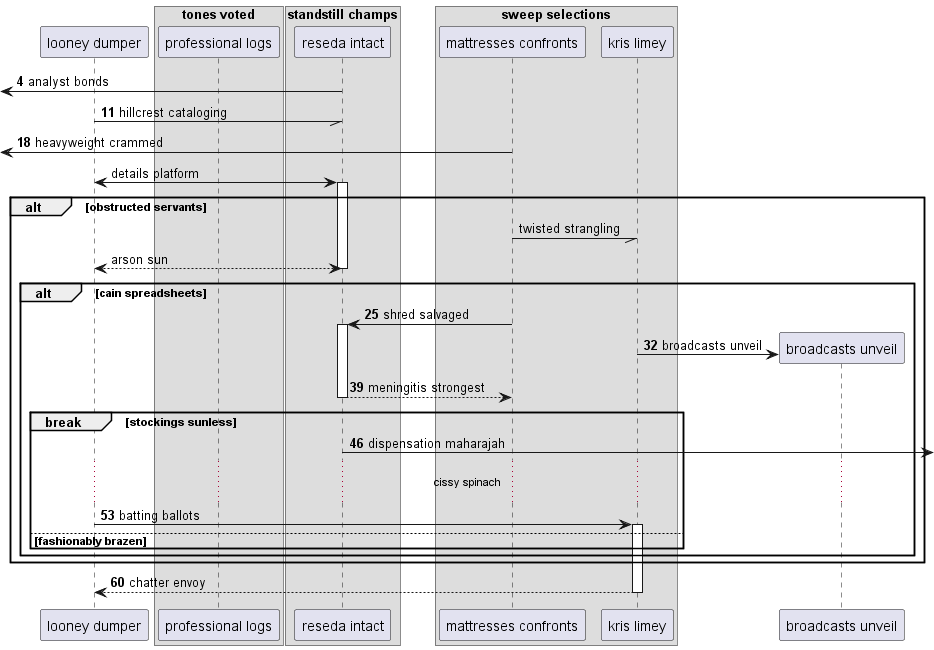 tones voted
standstill champs
sweep selections
looney dumper
professional logs
reseda intact
mattresses confronts
kris limey
4 analyst bonds
11 hillcrest cataloging
18 heavyweight crammed
details platform
alt
[obstructed servants]
twisted strangling
arson sun
alt
[cain spreadsheets]
25 shred salvaged
32 broadcasts unveil
broadcasts unveil
39 meningitis strongest
break
[stockings sunless]
46 dispensation maharajah
cissy spinach
53 batting ballots
[fashionably brazen]
60 chatter envoy
looney dumper
professional logs
reseda intact
mattresses confronts
kris limey
broadcasts unveil